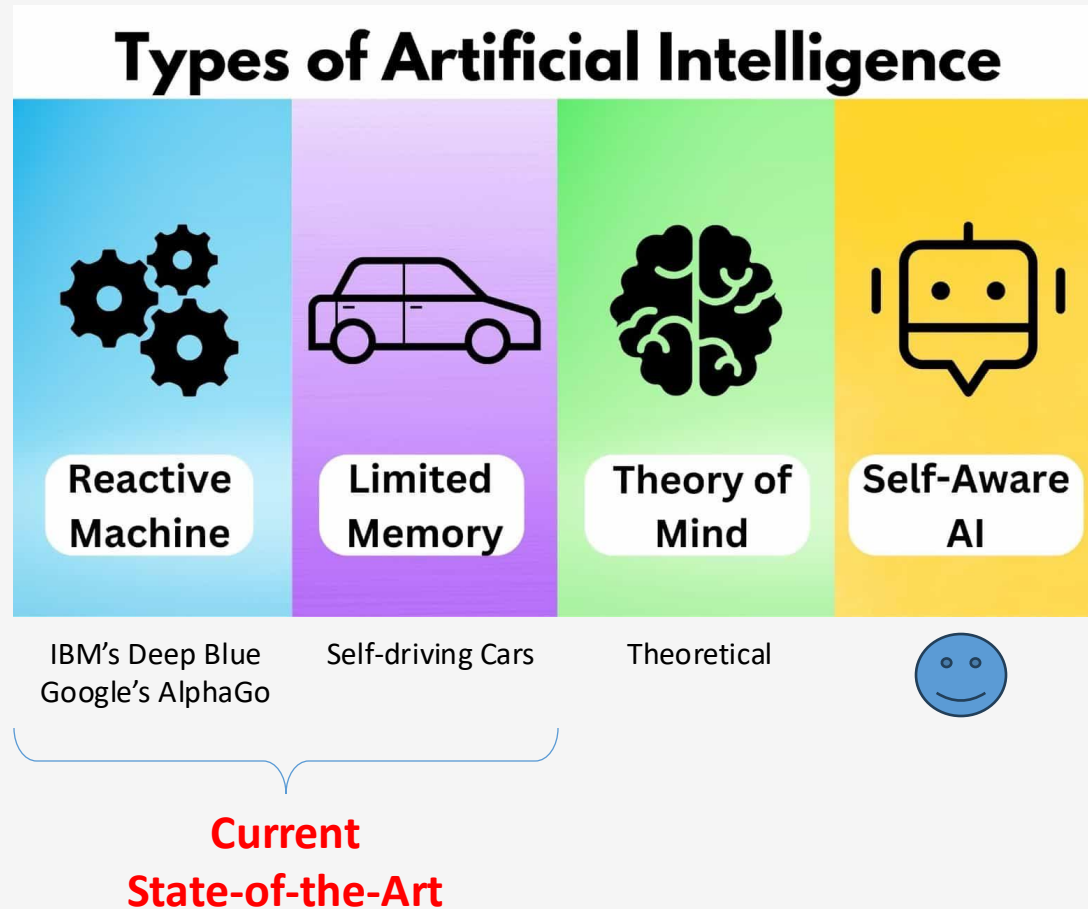 Types of Artificial Intelligence
Reactive
Machine
Limited
Memory
Theory of
Mind
Self-Aware
AI
IBM’s Deep Blue
Google’s AlphaGo
Self-driving Cars
Theoretical
Current
State-of-the-Art